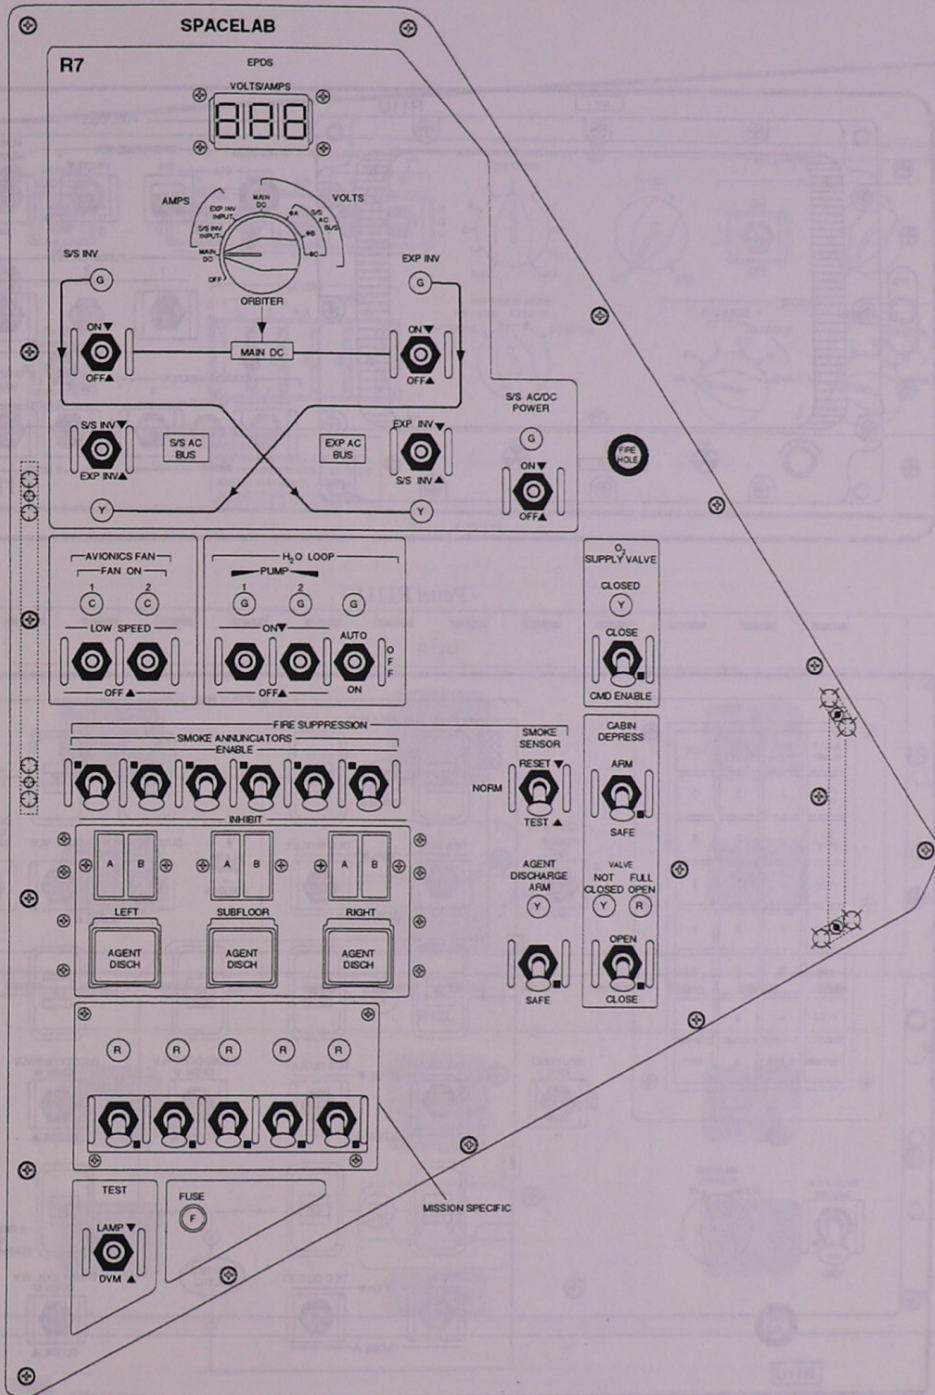 SPACELAB
R7
EPDS
VOLTS/AMPS
888
AMPS
VOLTS
EXP INV
INPUT
MAIN
DC
ΦA
S/S
AC
BUS
S/S INV
INPUT
ΦB
MAIN
DC
ΦC
OFF
ORBITER
S/S INV
G
EXP INV
G
ON▼
OFF▲
MAIN DC
ON▼
OFF▲
S/S AC/DC
POWER
G
ON▼
OFF▲
S/S INV▼
EXP INV▲
S/S AC
BUS
EXP AC
BUS
EXP INV▼
S/S INV▲
Y
Y
FIRE
HOLE
AVIONICS FAN
FAN ON
1 2
C C
LOW SPEED
OFF▲
H2O LOOP
PUMP
1 2
G G G
ON▼
AUTO
OFF
OFF▲
ON
O2
SUPPLY VALVE
CLOSED
Y
CLOSE
CMD ENABLE
FIRE SUPPRESSION
SMOKE ANNUNCIATORS
ENABLE
INHIBIT
SMOKE
SENSOR
RESET▼
NORM
TEST▲
CABIN
DEPRESS
ARM
SAFE
A B A B A B
LEFT SUBFLOOR RIGHT
AGENT
DISCH
AGENT
DISCH
AGENT
DISCH
AGENT
DISCHARGE
ARM
Y
SAFE
VALVE
NOT
CLOSED
FULL
OPEN
Y R
OPEN
CLOSE
R R R R R
MISSION SPECIFIC
TEST
LAMP▼
DVM▲
FUSE
F